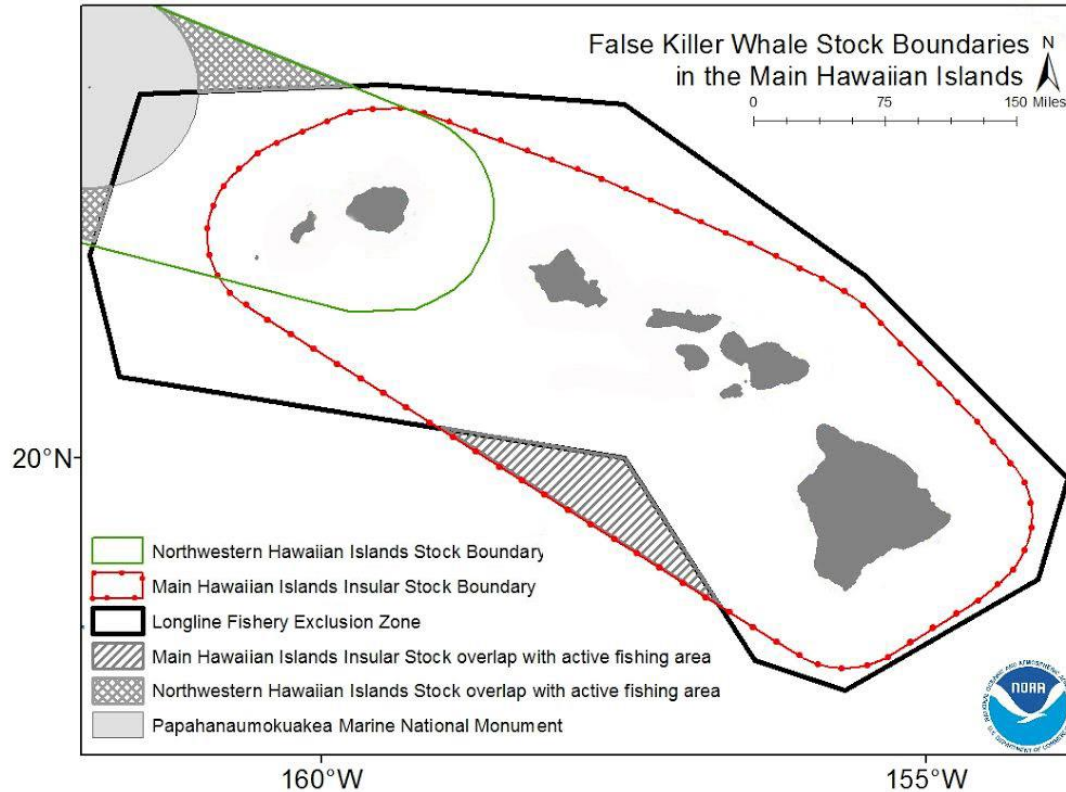 False Killer Whale Stock Boundaries
in the Main Hawaiian Islands
N
0 75 150 Miles
20°N
Northwestern Hawaiian Islands Stock Boundary
Main Hawaiian Islands Insular Stock Boundary
Longline Fishery Exclusion Zone
Main Hawaiian Islands Insular Stock overlap with active fishing area
Northwestern Hawaiian Islands Stock overlap with active fishing area
Papahanaumokuakea Marine National Monument
NOAA
160°W
155°W